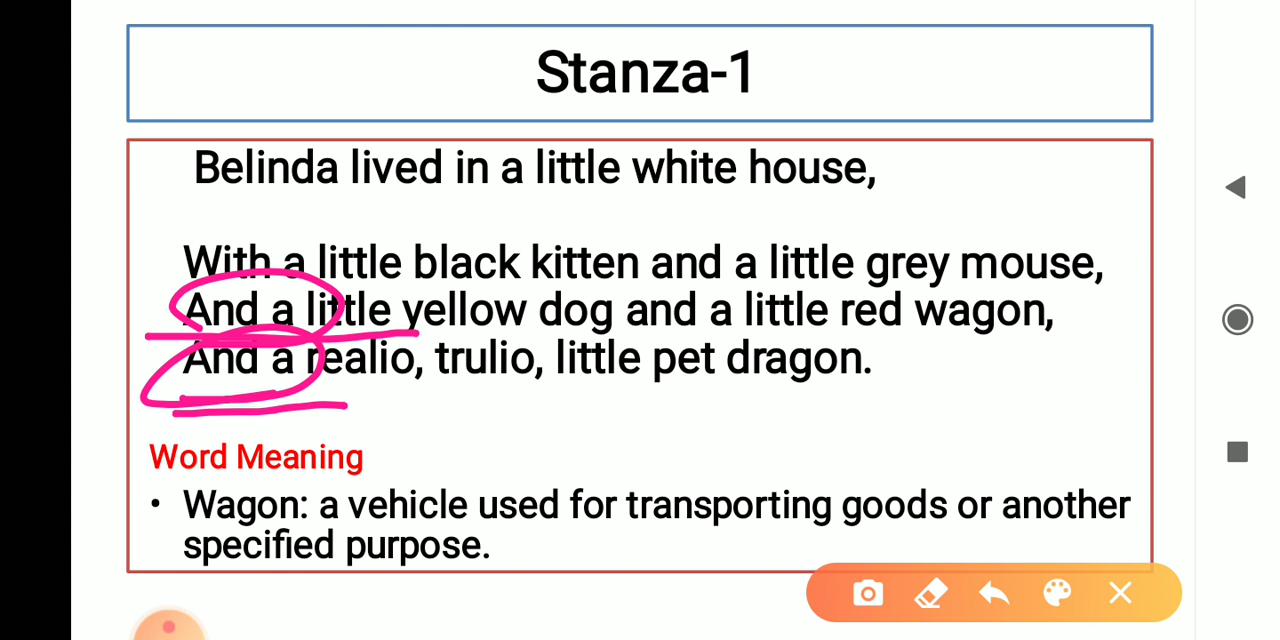 Stanza-1
Belinda lived in a little white house,
With a little black kitten and a little grey mouse,
And a little yellow dog and a little red wagon,
And a realio, trulio, little pet dragon.
Word Meaning
• Wagon: a vehicle used for transporting goods or another
specified purpose.